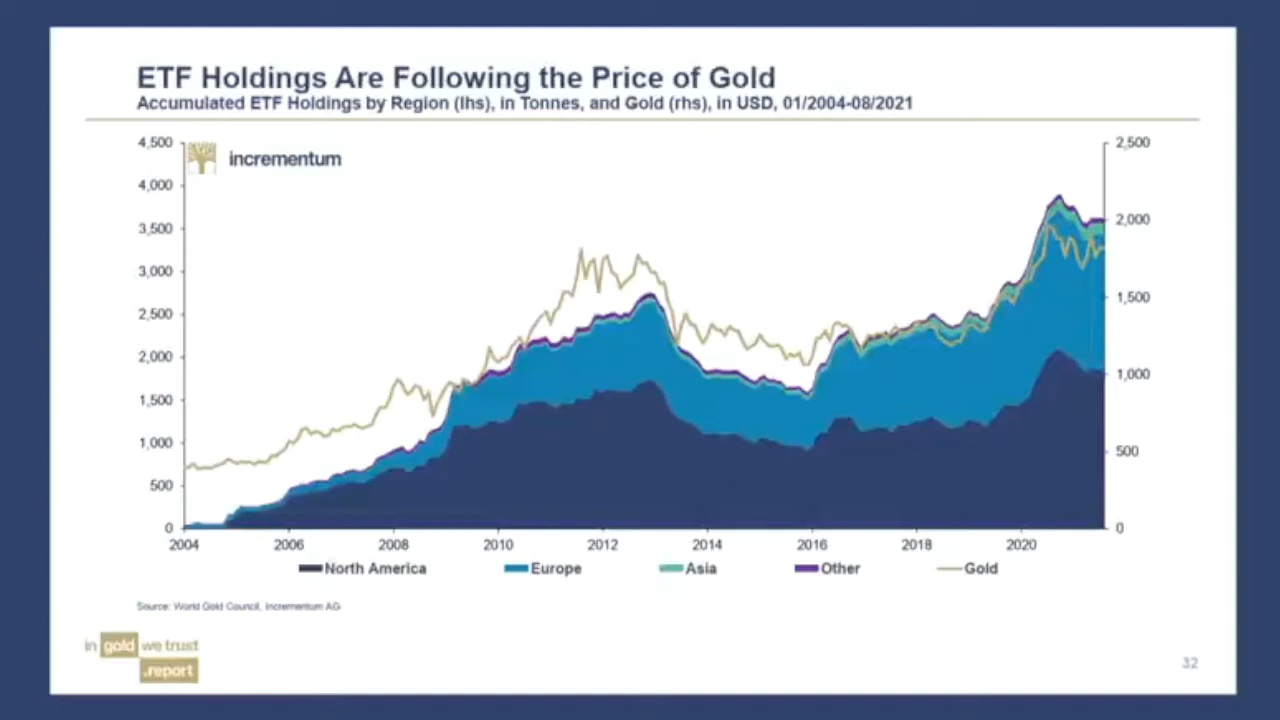 ETF Holdings Are Following the Price of Gold
Accumulated ETF Holdings by Region (lhs), in Tonnes, and Gold (rhs), in USD, 01/2004-08/2021
incrementum
4,500
4,000
3,500
3,000
2,500
2,000
1,500
1,000
500
0
2,500
2,000
1,500
1,000
500
0
2004 2006 2008 2010 2012 2014 2016 2018 2020
North America Europe Asia Other Gold
Source: World Gold Council, Incrementum AG
in gold we trust
.report
32